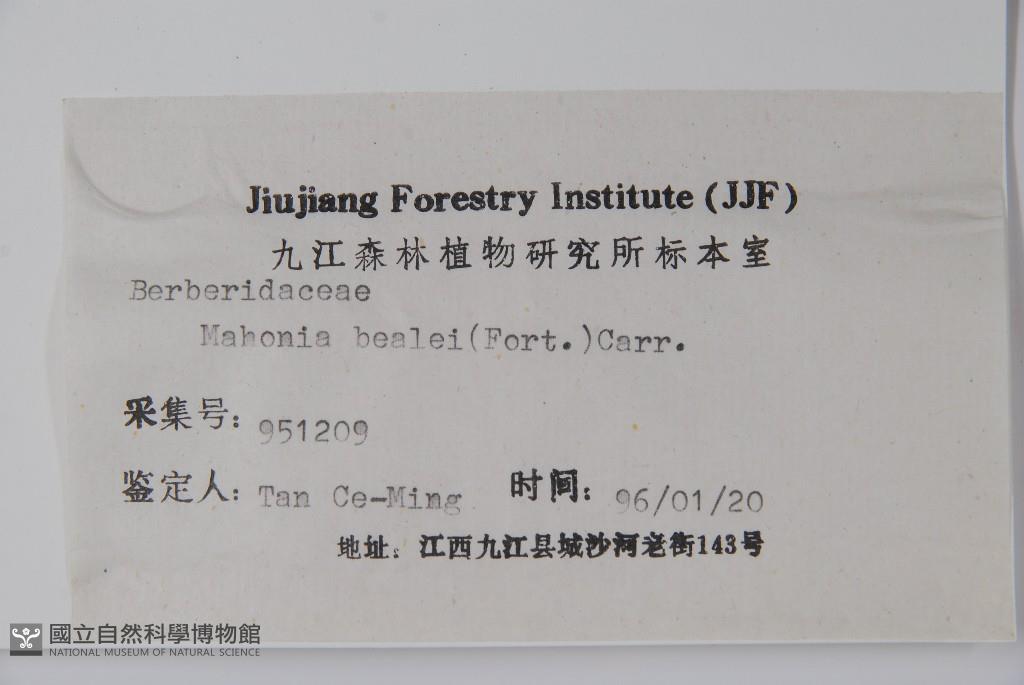 Jiujiang Forestry Institute (JJF)
九江森林植物研究所标本室
Berberidaceae
Mahonia bealei(Fort.)Carr.
采集号: 951209
鉴定人: Tan Ce-Ming 时间: 96/01/20
地址: 江西九江县城沙河老街143号
國立自然科學博物館
NATIONAL MUSEUM OF NATURAL SCIENCE